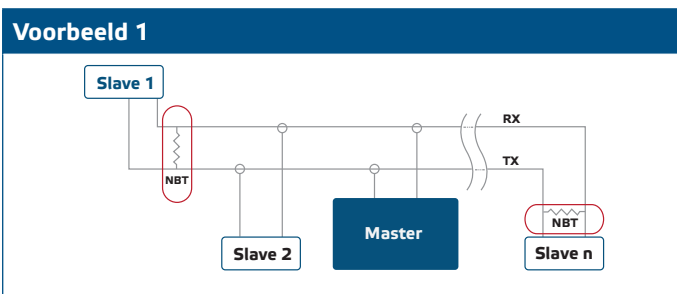 Voorbeeld 1
Slave 1
RX
TX
NBT
NBT
Slave 2
Master
Slave n